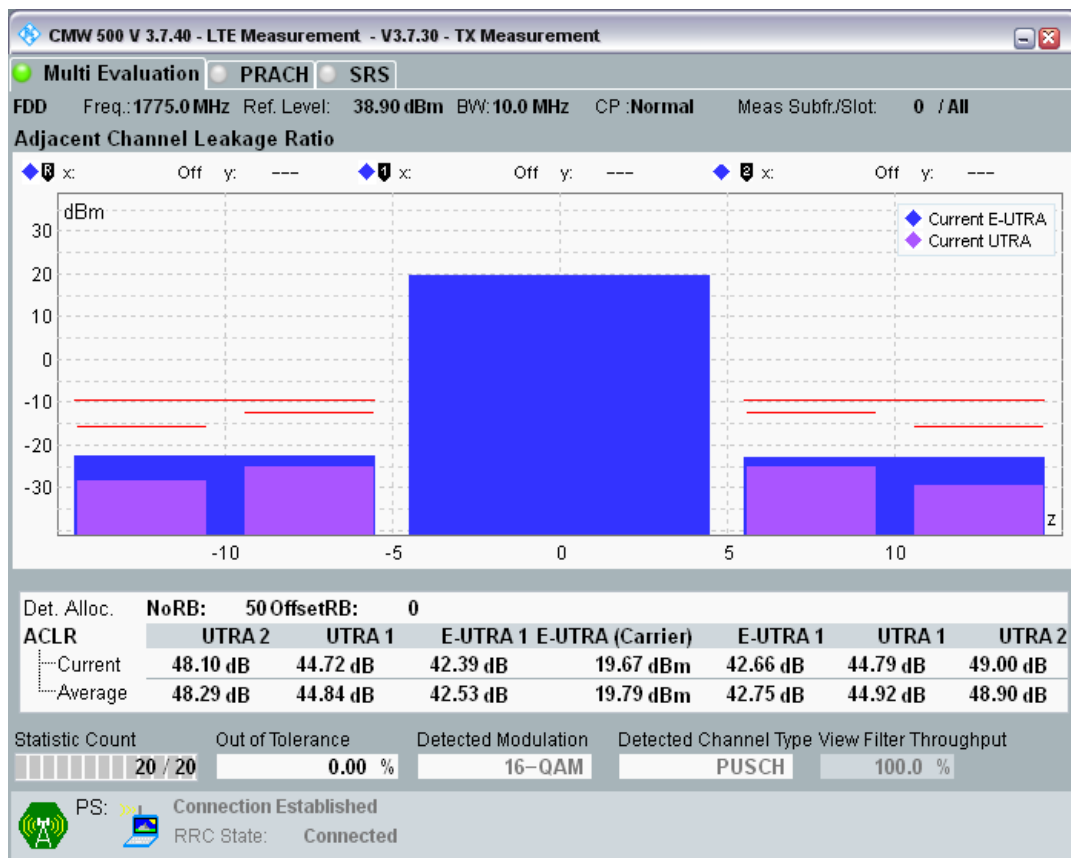 CMW 500 V 3.7.40 - LTE Measurement - V3.7.30 - TX Measurement
Multi Evaluation PRACH SRS
FDD Freq.:1775.0 MHz Ref. Level: 38.90 dBm BW:10.0 MHz CP :Normal Meas Subfr./Slot: 0 / All
Adjacent Channel Leakage Ratio
R x: Off y: --- 1 x: Off y: --- 2 x: Off y: ---
dBm
Current E-UTRA
Current UTRA
30
20
10
0
-10
-20
-30
z
-10 -5 0 5 10
Det. Alloc. NoRB: 50 OffsetRB: 0
ACLR UTRA 2 UTRA 1 E-UTRA 1 E-UTRA (Carrier) E-UTRA 1 UTRA 1 UTRA 2
Current 48.10 dB 44.72 dB 42.39 dB 19.67 dBm 42.66 dB 44.79 dB 49.00 dB
Average 48.29 dB 44.84 dB 42.53 dB 19.79 dBm 42.75 dB 44.92 dB 48.90 dB
Statistic Count Out of Tolerance Detected Modulation Detected Channel Type View Filter Throughput
20 / 20 0.00 % 16-QAM PUSCH 100.0 %
PS: Connection Established
RRC State: Connected